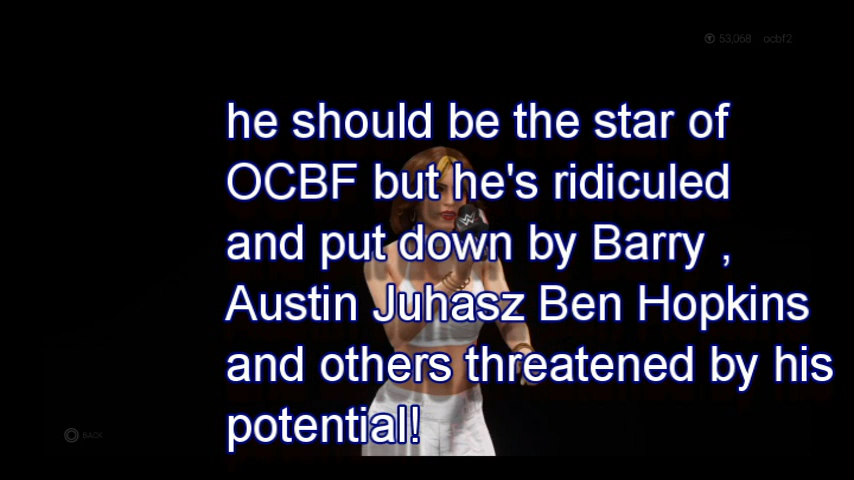 53,068 ocbf2
he should be the star of
OCBF but he's ridiculed
and put down by Barry ,
Austin Juhasz Ben Hopkins
and others threatened by his
potential!
BACK